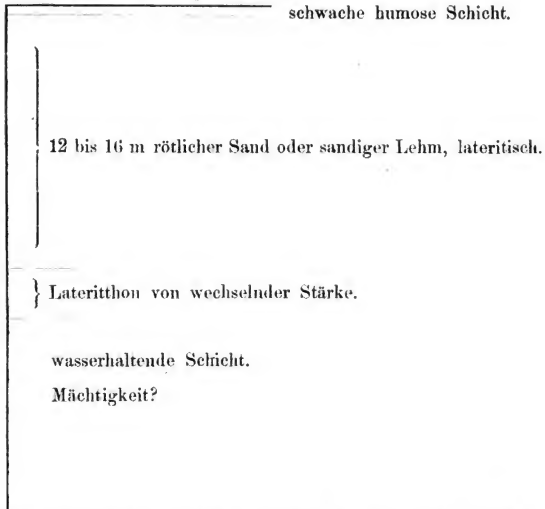 schwache humose Schicht.
12 bis 16 m rötlicher Sand oder sandiger Lehm, lateritisch.
Lateritthon von wechselnder Stärke.
wasserhaltende Schicht.
Mächtigkeit?